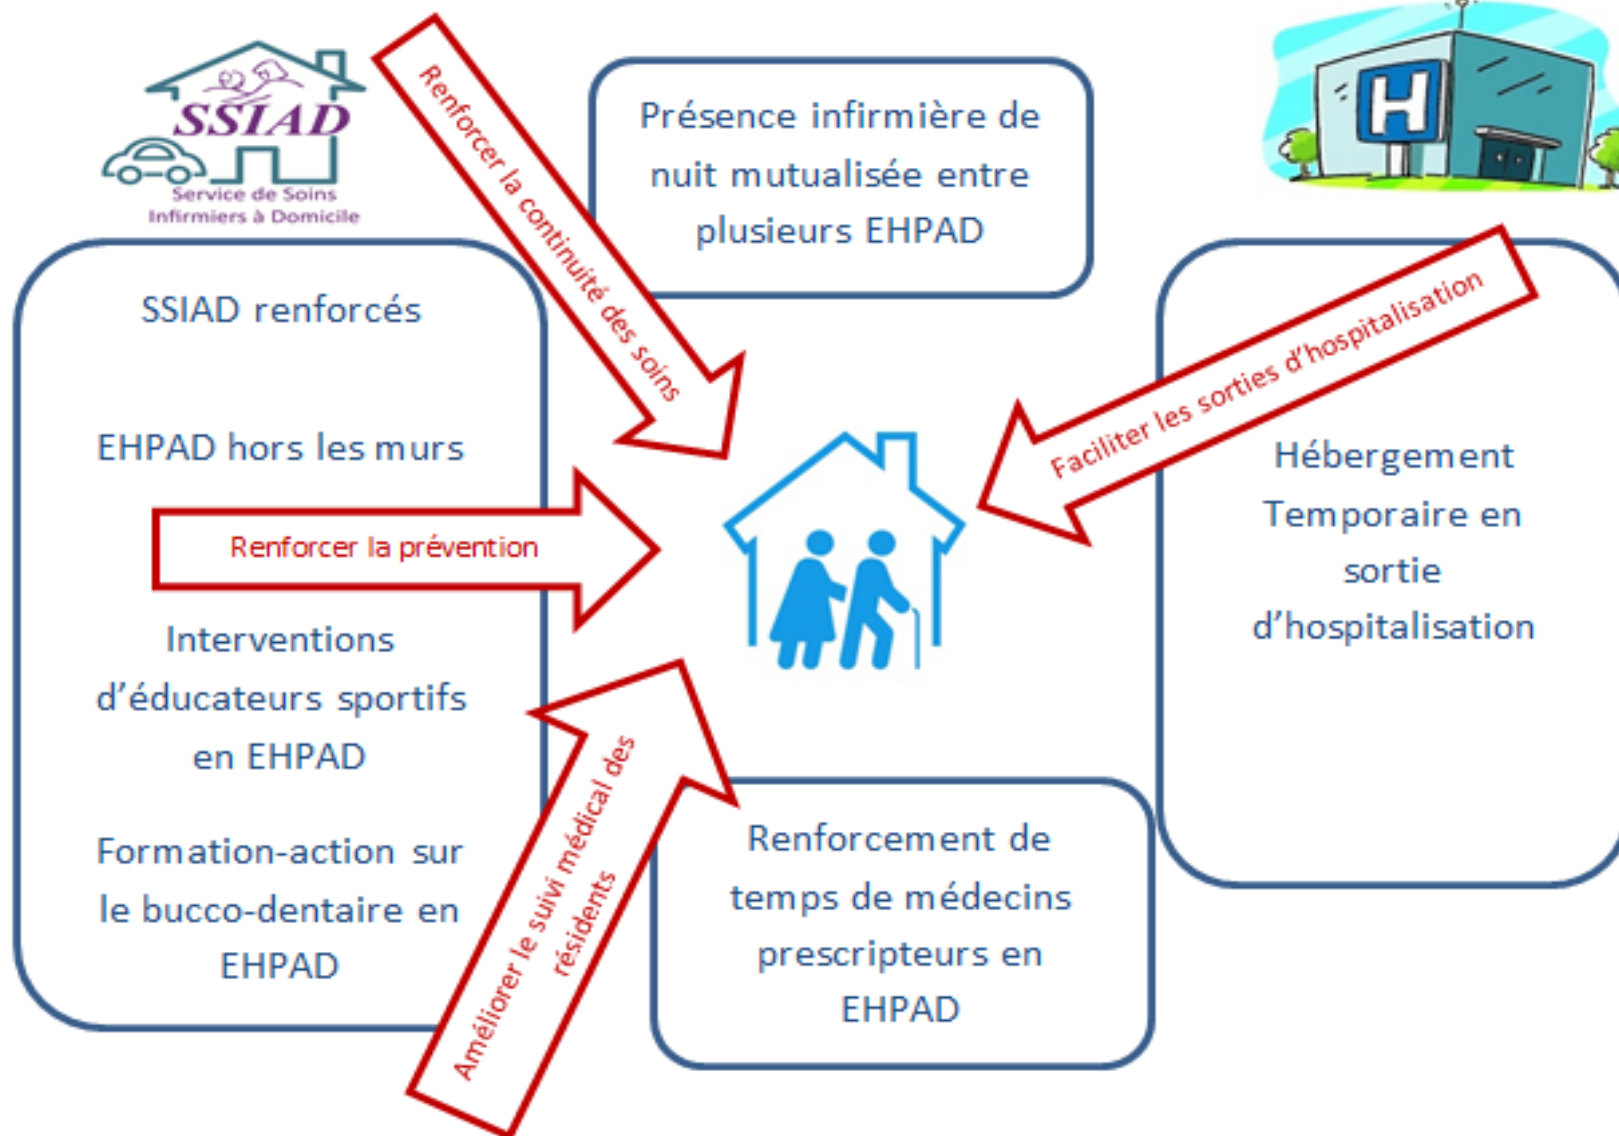 SSIAD
Service de Soins
Infirmiers à Domicile
Renforcer la continuité des soins
Présence infirmière de
nuit mutualisée entre
plusieurs EHPAD
H
SSIAD renforcés
EHPAD hors les murs
Renforcer la prévention
Interventions
d'éducateurs sportifs
en EHPAD
Formation-action sur
le bucco-dentaire en
EHPAD
Faciliter les sorties d'hospitalisation
Hébergement
Temporaire en
sortie
d'hospitalisation
Améliorer le suivi médical des
résidents
Renforcement de
temps de médecins
prescripteurs en
EHPAD